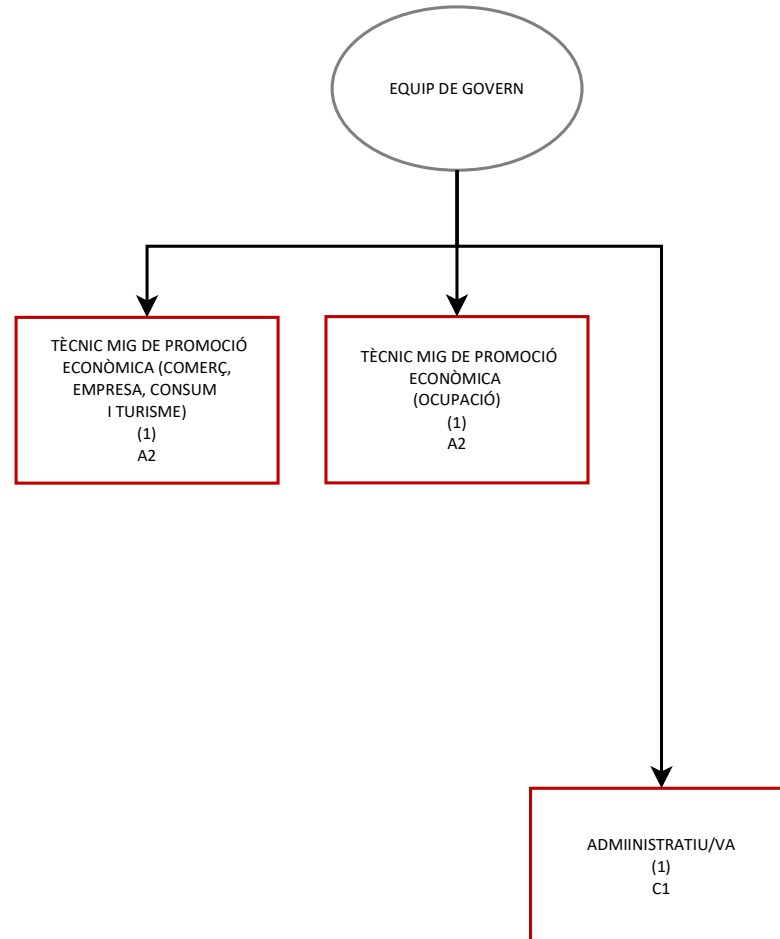 EQUIP DE GOVERN
TÈCNIC MIG DE PROMOCIÓ
ECONÒMICA (COMERÇ,
EMPRESA, CONSUM
I TURISME)
(1)
A2
TÈCNIC MIG DE PROMOCIÓ
ECONÒMICA
(OCUPACIÓ)
(1)
A2
ADMIINISTRATIU/VA
(1)
C1